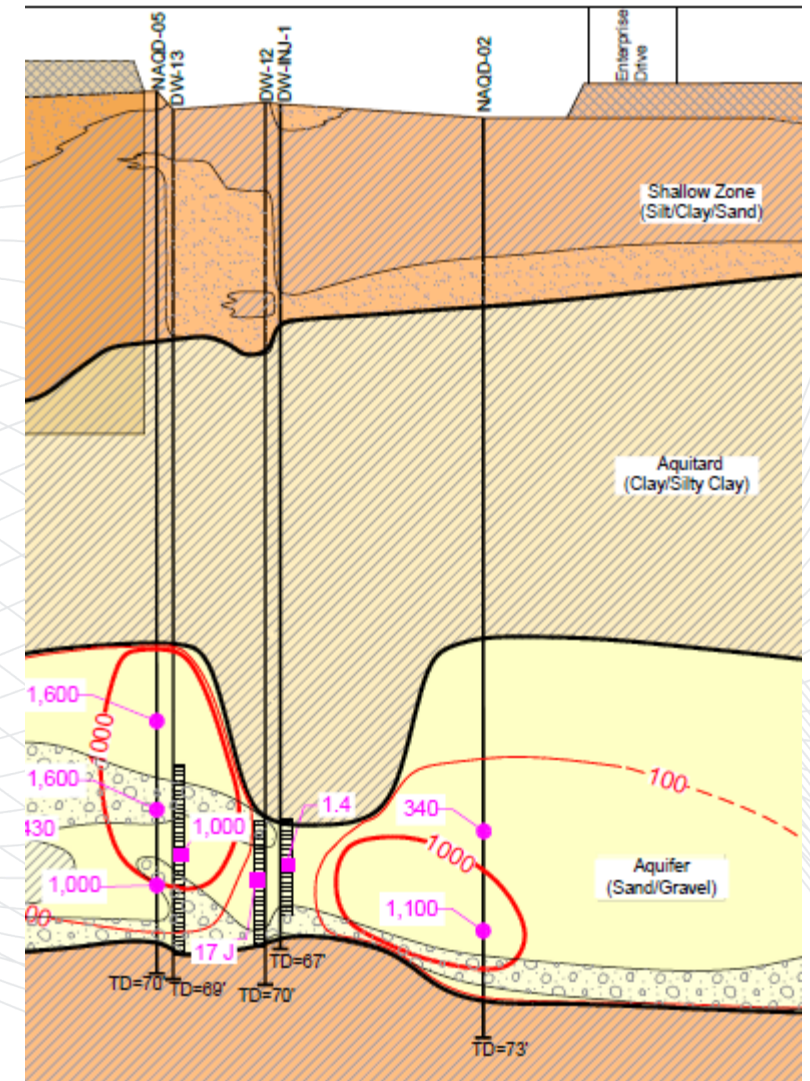 NAQD-05
DW-13
DW-12
DW-INJ-1
NAQD-02
Enterprise
Drive
Shallow Zone
(Silt/Clay/Sand)
Aquitard
(Clay/Silty Clay)
1,600
1,600
430
1,000
1,000
000
00
17 J
1.4
340
1,100
1000
100
Aquifer
(Sand/Gravel)
TD=70'
TD=69'
TD=70'
TD=67'
TD=73'